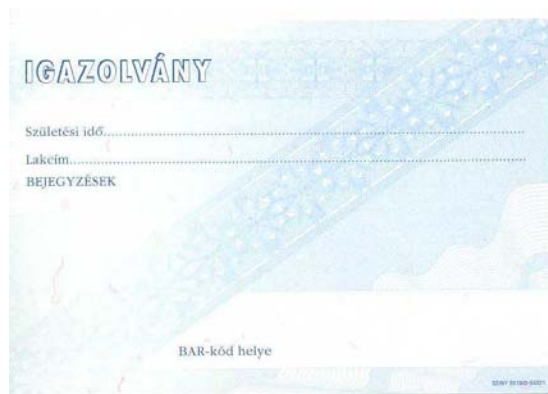 IGAZOLVÁNY
Születési idő
Lakcím
BEJEGYZÉSEK
BAR-kód helye